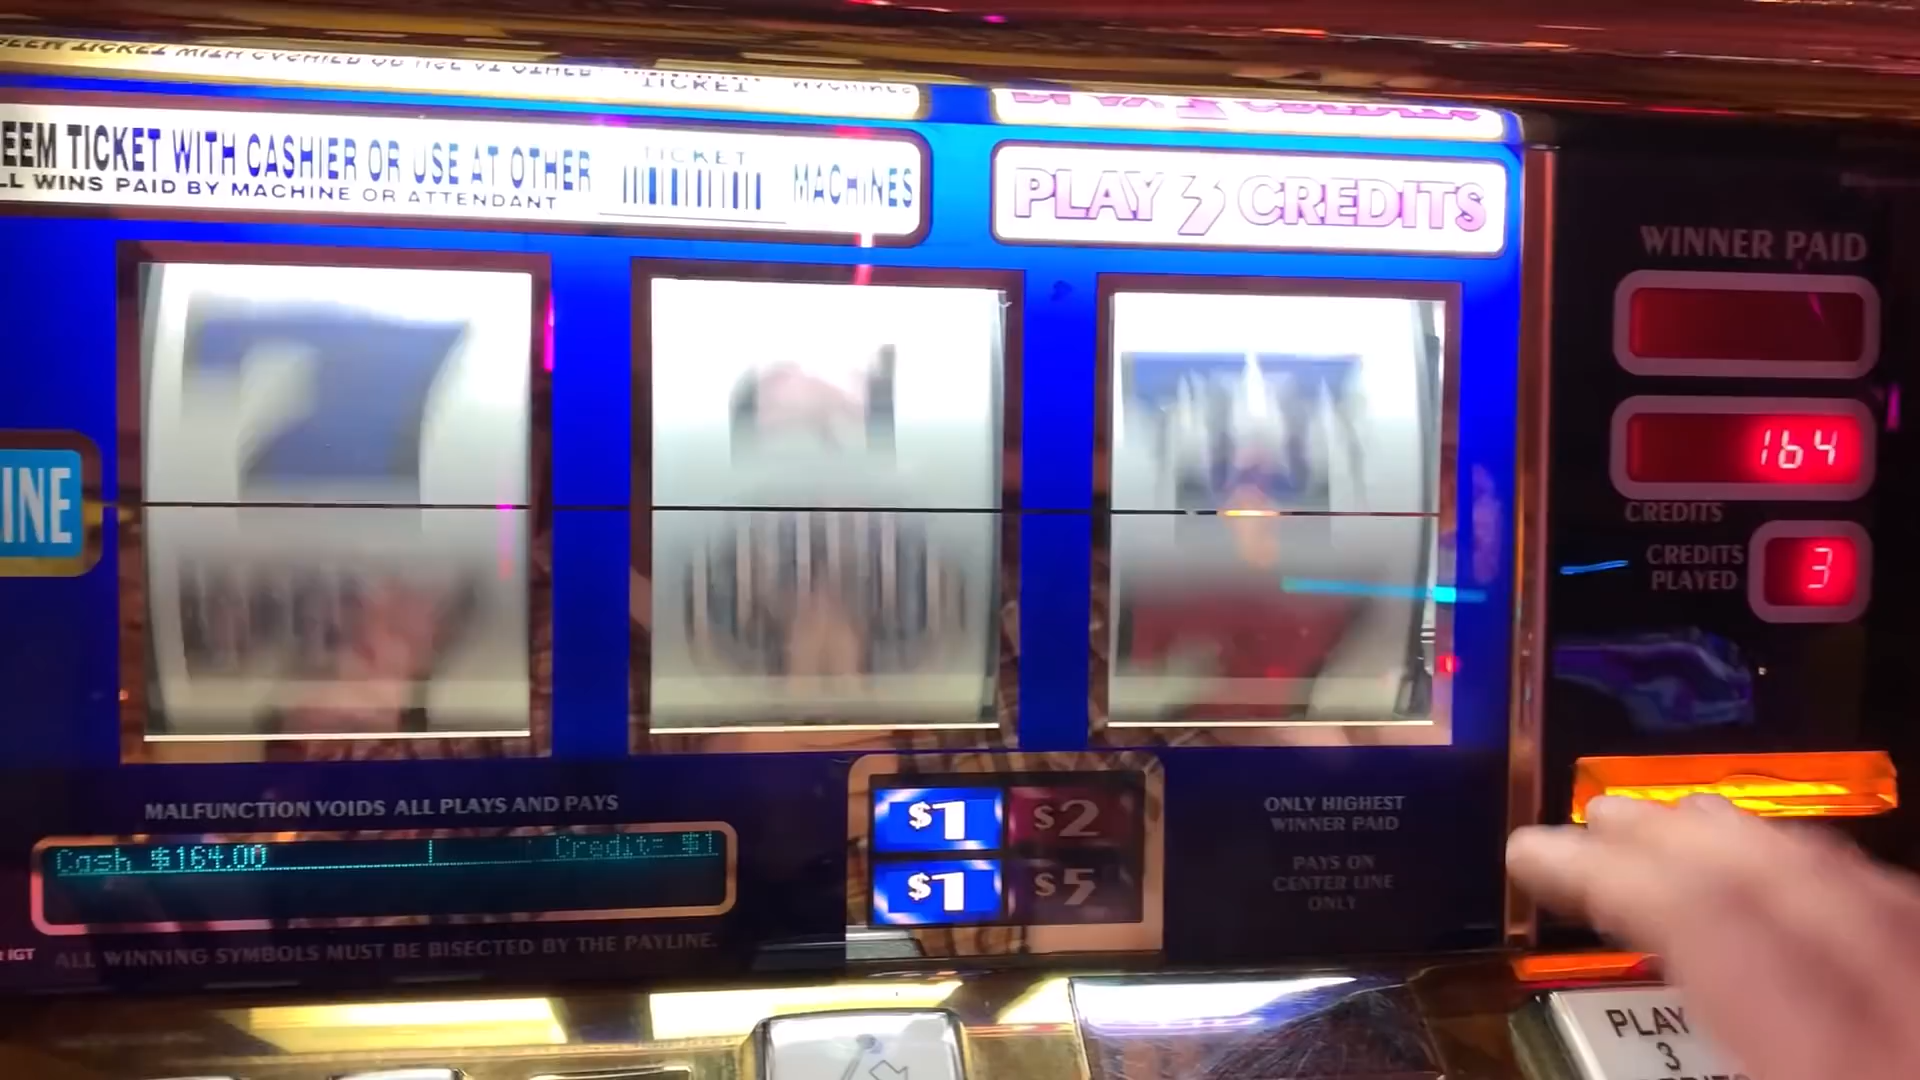 EEM TICKET WITH CASHIER OR USE AT OTHER
TICKET
MACHINES
LL WINS PAID BY MACHINE OR ATTENDANT
PLAY 3 CREDITS
WINNER PAID
164
CREDITS
CREDITS
PLAYED
3
INE
MALFUNCTION VOIDS ALL PLAYS AND PAYS
Cash $164.00
Credit= $1
ALL WINNING SYMBOLS MUST BE BISECTED BY THE PAYLINE.
IGT
$1
$2
$1
$5
ONLY HIGHEST
WINNER PAID
PAYS ON
CENTER LINE
ONLY
PLAY
3